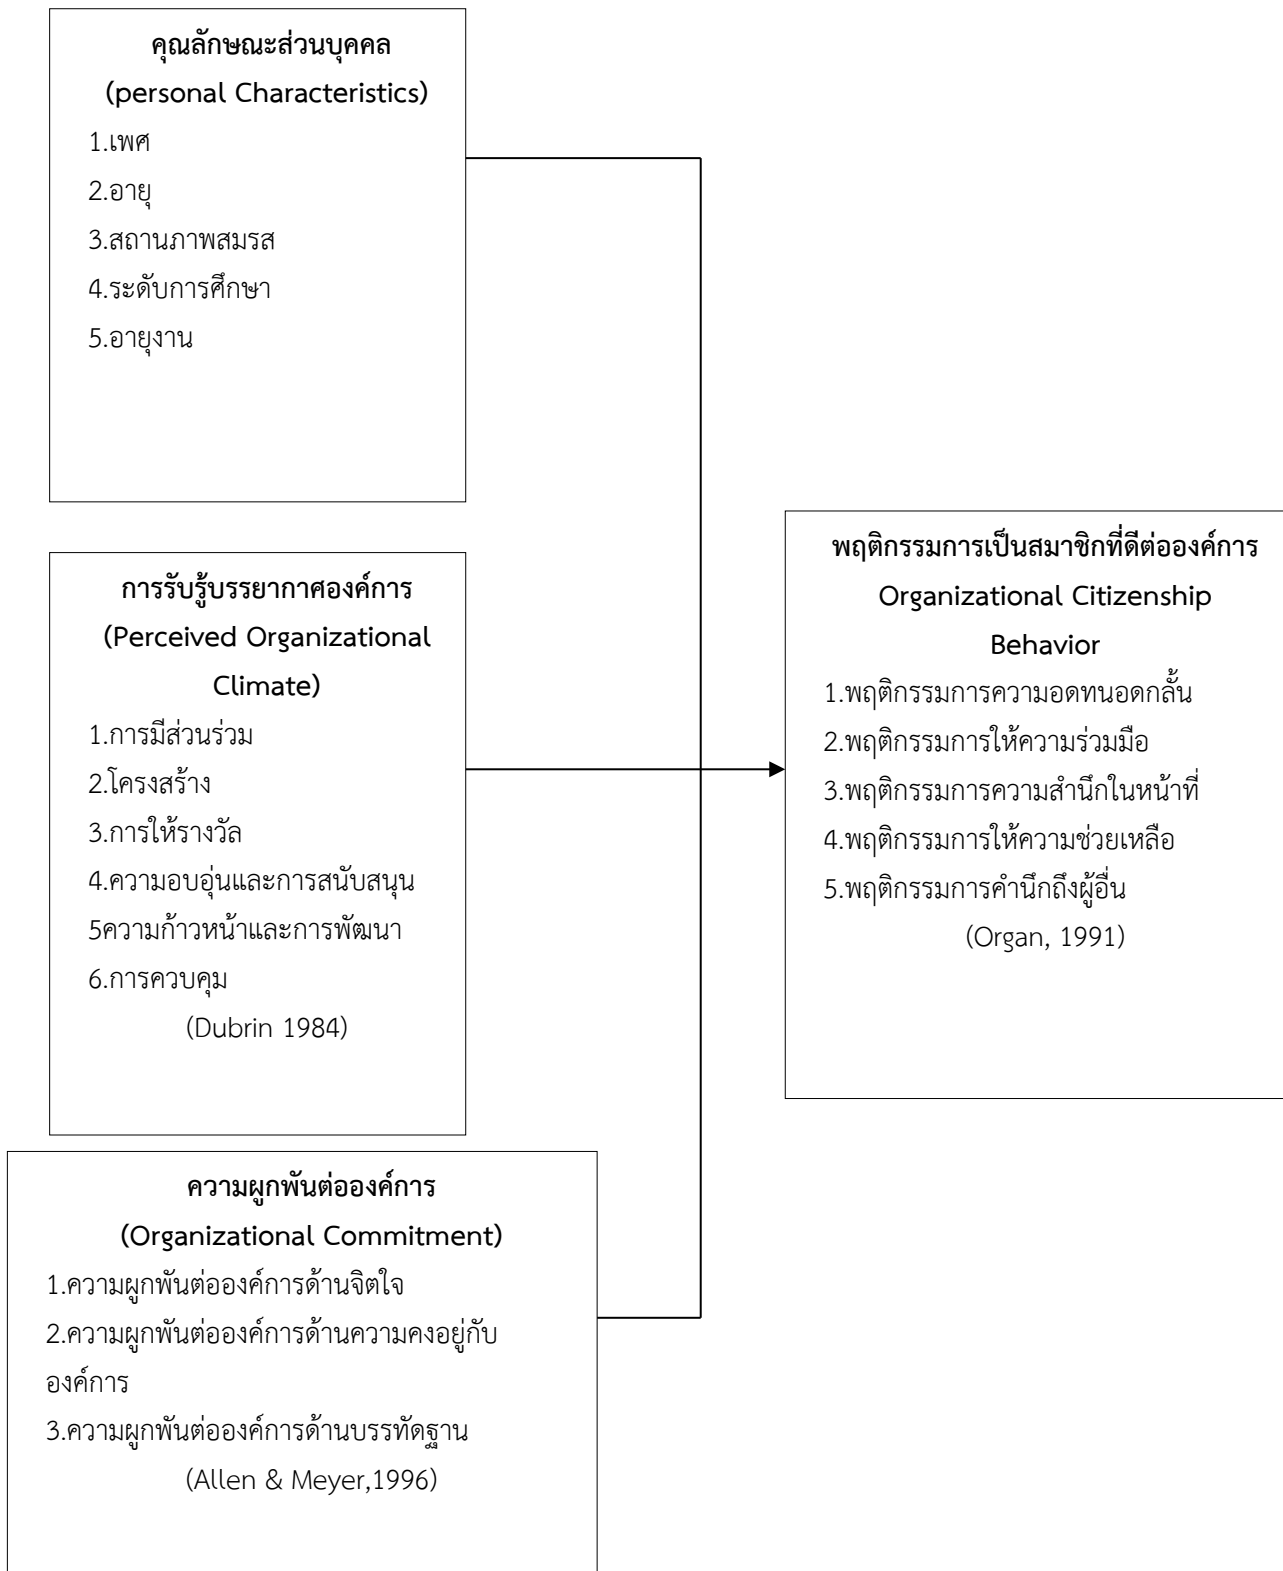 คุณลักษณะส่วนบุคคล
(personal Characteristics)
1.เพศ
2.อายุ
3.สถานภาพสมรส
4.ระดับการศึกษา
5.อายุงาน
การรับรู้บรรยากาศองค์การ
(Perceived Organizational
Climate)
1.การมีส่วนร่วม
2.โครงสร้าง
3.การให้รางวัล
4.ความอบอุ่นและการสนับสนุน
5ความก้าวหน้าและการพัฒนา
6.การควบคุม
(Dubrin 1984)
ความผูกพันต่อองค์การ
(Organizational Commitment)
1.ความผูกพันต่อองค์การด้านจิตใจ
2.ความผูกพันต่อองค์การด้านความคงอยู่กับ
องค์การ
3.ความผูกพันต่อองค์การด้านบรรทัดฐาน
(Allen & Meyer,1996)
พฤติกรรมการเป็นสมาชิกที่ดีต่อองค์การ
Organizational Citizenship
Behavior
1.พฤติกรรมการความอดทนอดกลั้น
2.พฤติกรรมการให้ความร่วมมือ
3.พฤติกรรมการความสำนึกในหน้าที่
4.พฤติกรรมการให้ความช่วยเหลือ
5.พฤติกรรมการคำนึกถึงผู้อื่น
(Organ, 1991)